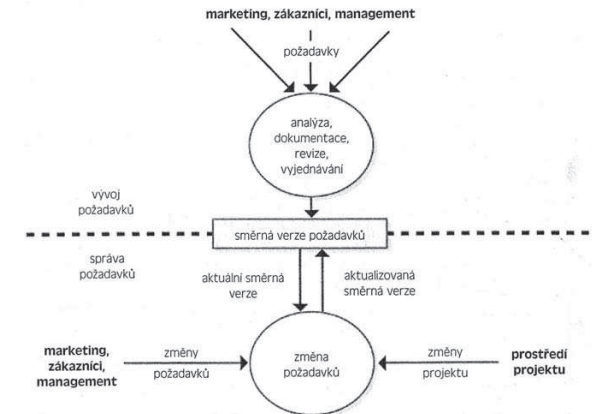 marketing, zákazníci, management
požadavky
analýza,
dokumentace,
revize,
vyjednávání
vývoj
požadavků
směrná verze požadavků
správa
požadavků
aktuální směrná
verze
aktualizovaná
směrná verze
marketing,
zákazníci,
management
změny
požadavků
změna
požadavků
změny
projektu
prostředí
projektu